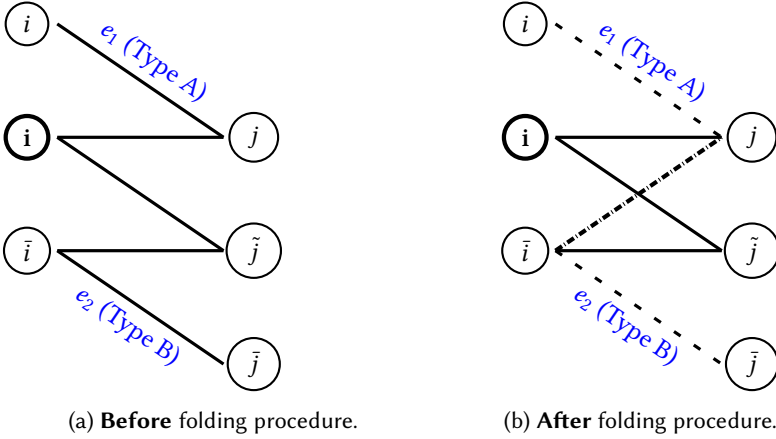 i
e₁ (Type A)
i
j
ī
j̃
e₂ (Type B)
j̄
(a) Before folding procedure.
i
e₁ (Type A)
i
j
ī
j̃
e₂ (Type B)
j̄
(b) After folding procedure.